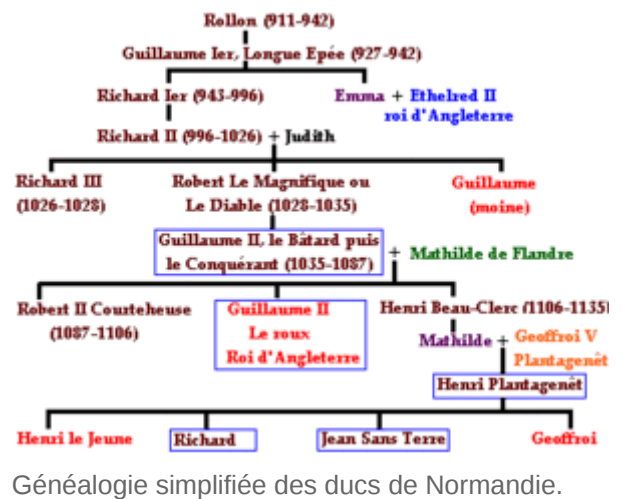 Rollon (911-942)
Guillaume Ier, Longue Epée (927-942)
Richard Ier (943-996)
Emma + Ethelred II
roi d'Angleterre
Richard II (996-1026) + Judith
Richard III
(1026-1028)
Robert Le Magnifique ou
Le Diable (1028-1035)
Guillaume
(moine)
Guillaume II, le Bâtard puis
le Conquérant (1035-1087)
+ Mathilde de Flandre
Robert II Courteheuse
(1087-1106)
Guillaume II
Le roux
Roi d'Angleterre
Henri Beau-Clerc (1106-1135)
Mathilde + Geoffroi V
Plantagenêt
Henri Plantagenêt
Henri le Jeune
Richard
Jean Sans Terre
Geoffroi
Généalogie simplifiée des ducs de Normandie.